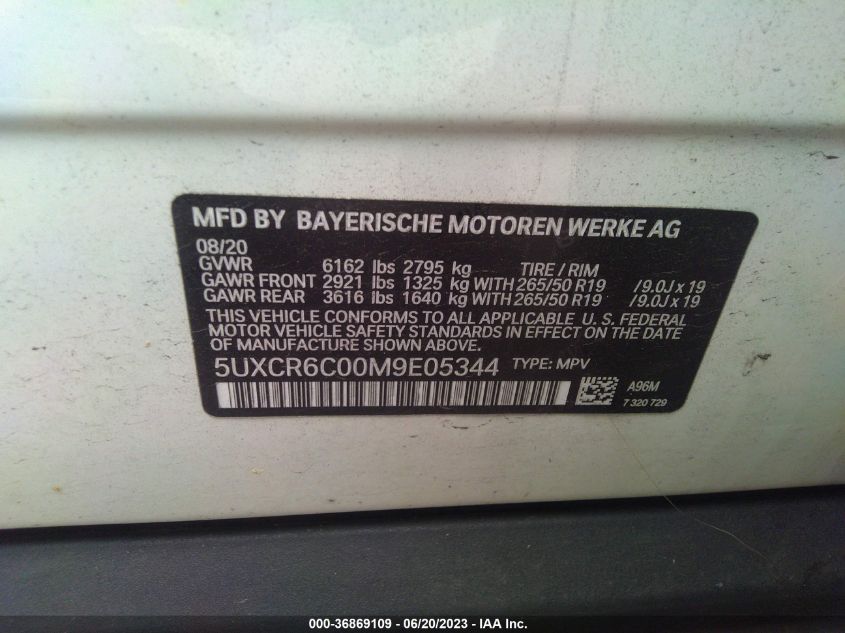 MFD BY BAYERISCHE MOTOREN WERKE AG
08/20
GVWR 6162 lbs 2795 kg TIRE / RIM
GAWR FRONT 2921 lbs 1325 kg WITH 265/50 R19 /9.0J x 19
GAWR REAR 3616 lbs 1640 kg WITH 265/50 R19 /9.0J x 19
THIS VEHICLE CONFORMS TO ALL APPLICABLE U. S. FEDERAL
MOTOR VEHICLE SAFETY STANDARDS IN EFFECT ON THE DATE
OF MANUFACTURE.
5UXCR6C00M9E05344 TYPE: MPV
A96M
7 320 729
000-36869109 - 06/20/2023 - IAA Inc.